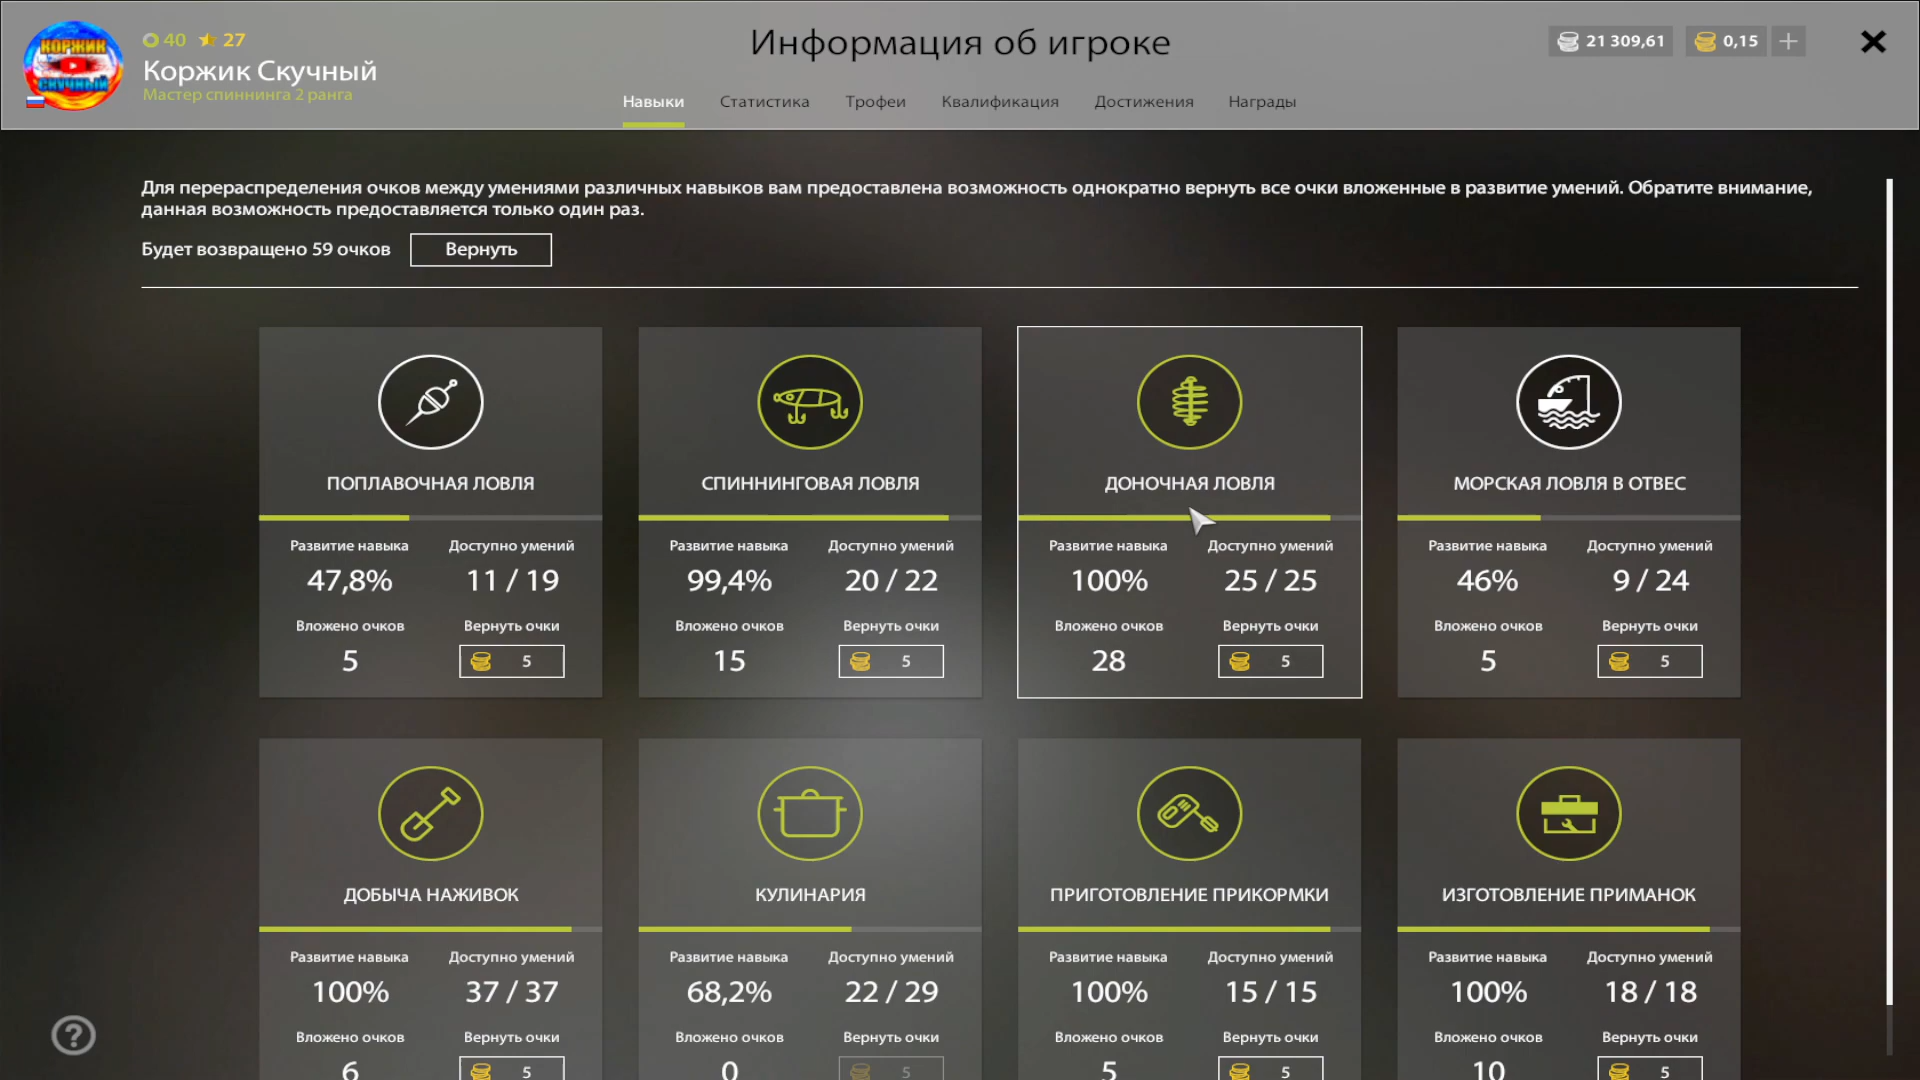 КОРЖИК
СКУЧНЫЙ
40 27
Коржик Скучный
Мастер спиннинга 2 ранга
Информация об игроке
21 309,61 0,15 +
Навыки Статистика Трофеи Квалификация Достижения Награды
Для перераспределения очков между умениями различных навыков вам предоставлена возможность однократно вернуть все очки вложенные в развитие умений. Обратите внимание,
данная возможность предоставляется только один раз.
Будет возвращено 59 очков Вернуть
ПОПЛАВОЧНАЯ ЛОВЛЯ
Развитие навыка Доступно умений
47,8% 11 / 19
Вложено очков Вернуть очки
5 5
СПИННИНГОВАЯ ЛОВЛЯ
Развитие навыка Доступно умений
99,4% 20 / 22
Вложено очков Вернуть очки
15 5
ДОНОЧНАЯ ЛОВЛЯ
Развитие навыка Доступно умений
100% 25 / 25
Вложено очков Вернуть очки
28 5
МОРСКАЯ ЛОВЛЯ В ОТВЕС
Развитие навыка Доступно умений
46% 9 / 24
Вложено очков Вернуть очки
5 5
ДОБЫЧА НАЖИВОК
Развитие навыка Доступно умений
100% 37 / 37
Вложено очков Вернуть очки
6 5
КУЛИНАРИЯ
Развитие навыка Доступно умений
68,2% 22 / 29
Вложено очков Вернуть очки
0 5
ПРИГОТОВЛЕНИЕ ПРИКОРМКИ
Развитие навыка Доступно умений
100% 15 / 15
Вложено очков Вернуть очки
5 5
ИЗГОТОВЛЕНИЕ ПРИМАНОК
Развитие навыка Доступно умений
100% 18 / 18
Вложено очков Вернуть очки
10 5
?